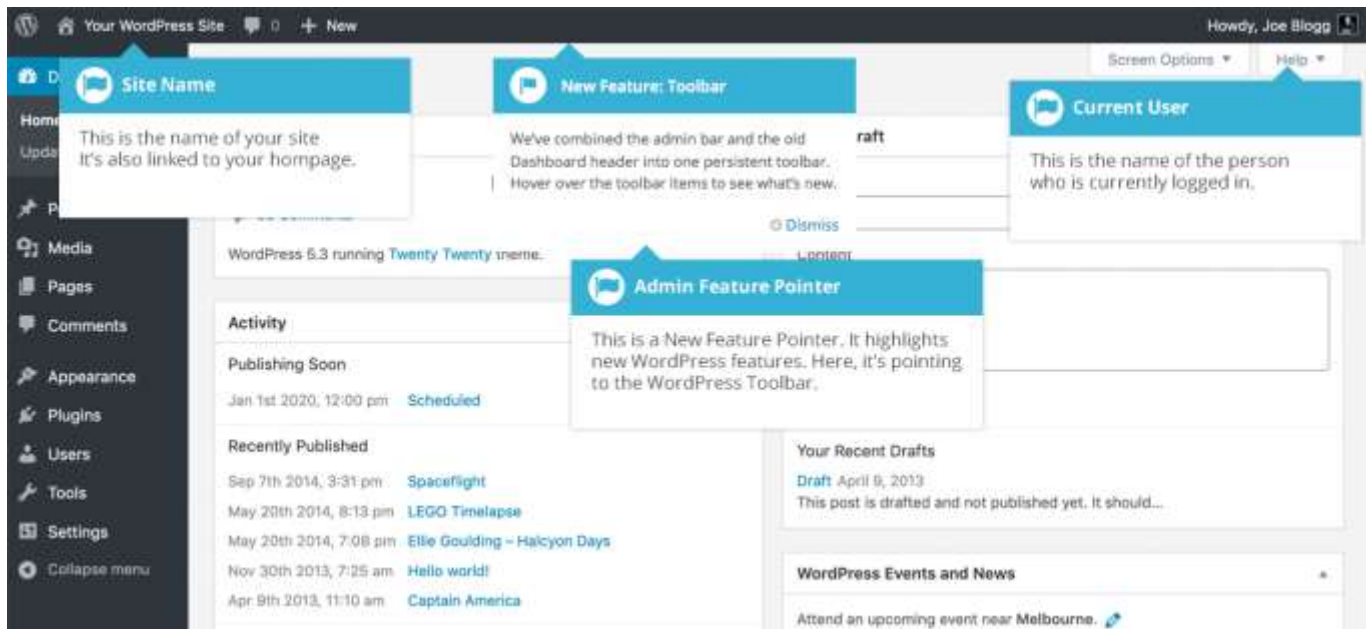 Your WordPress Site 0 + New
Howdy, Joe Blogg
Screen Options
Help
D
Home
Upda
P
Media
Pages
Comments
Appearance
Plugins
Users
Tools
Settings
Collapse menu
Site Name
This is the name of your site
It's also linked to your hompage.
New Feature: Toolbar
We've combined the admin bar and the old
Dashboard header into one persistent toolbar.
Hover over the toolbar items to see what's new.
Dismiss
Current User
This is the name of the person
who is currently logged in.
raft
Content
WordPress 5.3 running Twenty Twenty theme.
Admin Feature Pointer
This is a New Feature Pointer. It highlights
new WordPress features. Here, it's pointing
to the WordPress Toolbar.
Activity
Publishing Soon
Jan 1st 2020, 12:00 pm Scheduled
Recently Published
Sep 7th 2014, 3:31 pm Spaceflight
May 20th 2014, 8:13 pm LEGO Timelapse
May 20th 2014, 7:08 pm Ellie Goulding – Halcyon Days
Nov 30th 2013, 7:25 am Hello world!
Apr 9th 2013, 11:10 am Captain America
Your Recent Drafts
Draft April 9, 2013
This post is drafted and not published yet. It should...
WordPress Events and News
Attend an upcoming event near Melbourne.